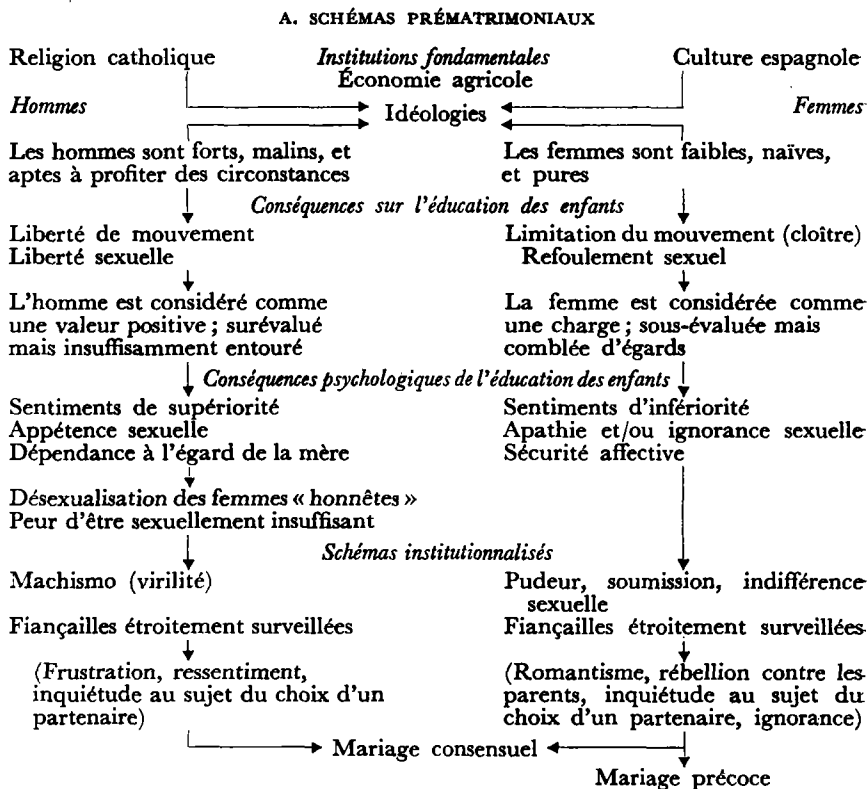 A. SCHÉMAS PRÉMATRIMONIAUX
Religion catholique Institutions fondamentales Culture espagnole
Économie agricole
Hommes Idéologies Femmes
Les hommes sont forts, malins, et Les femmes sont faibles, naïves,
aptes à profiter des circonstances et pures
Conséquences sur l'éducation des enfants
Liberté de mouvement Limitation du mouvement (cloître)
Liberté sexuelle Refoulement sexuel
L'homme est considéré comme La femme est considérée comme
une valeur positive ; surévalué une charge ; sous-évaluée mais
mais insuffisamment entouré comblée d'égards
Conséquences psychologiques de l'éducation des enfants
Sentiments de supériorité Sentiments d'infériorité
Appétence sexuelle Apathie et/ou ignorance sexuelle
Dépendance à l'égard de la mère Sécurité affective
Désexualisation des femmes « honnêtes »
Peur d'être sexuellement insuffisant
Schémas institutionnalisés
Machismo (virilité) Pudeur, soumission, indifférence
sexuelle
Fiançailles étroitement surveillées Fiançailles étroitement surveillées
(Frustration, ressentiment, (Romantisme, rébellion contre les
inquiétude au sujet du choix d'un parents, inquiétude au sujet du
partenaire) choix d'un partenaire, ignorance)
Mariage consensuel
Mariage précoce